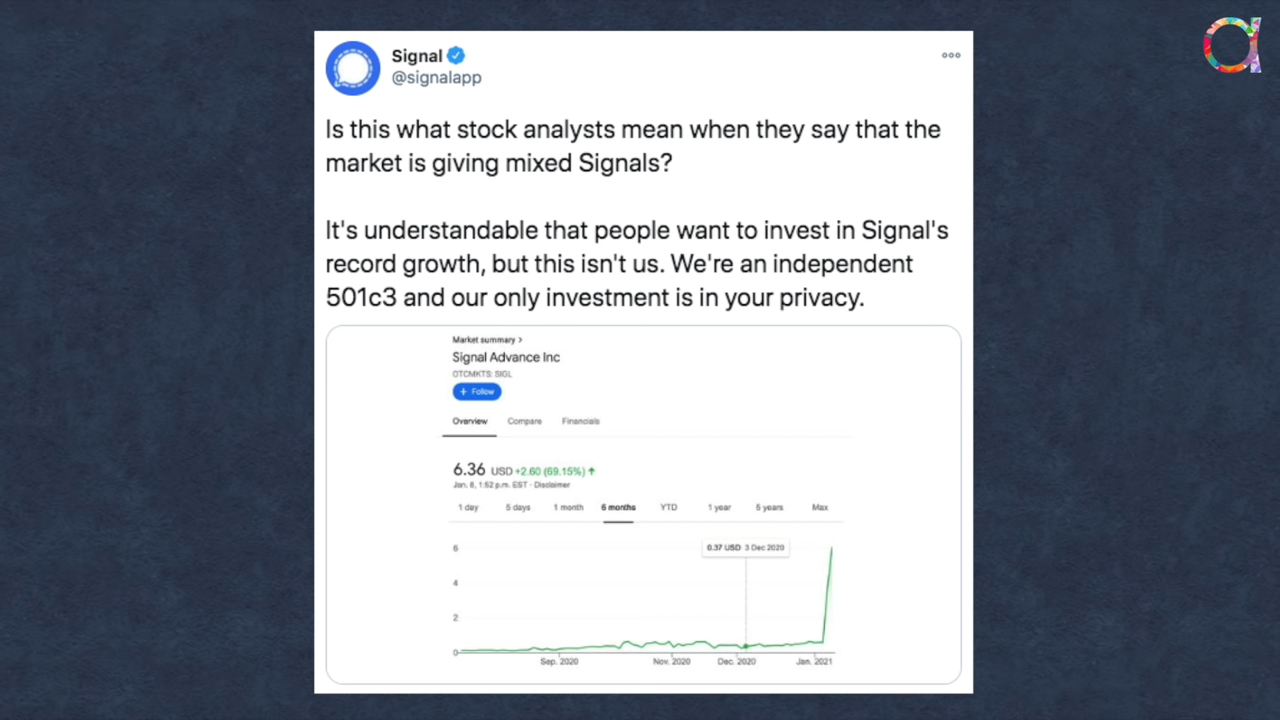 Signal
@signalapp
Is this what stock analysts mean when they say that the
market is giving mixed Signals?
It's understandable that people want to invest in Signal's
record growth, but this isn't us. We're an independent
501c3 and our only investment is in your privacy.
Market summary >
Signal Advance Inc
OTCMKTS: SIGL
+ Follow
Overview Compare Financials
6.36 USD +2.60 (69.15%) ↑
Jan. 8, 1:52 p.m. EST · Disclaimer
1 day 5 days 1 month 6 months YTD 1 year 5 years Max
0.37 USD 3 Dec 2020
6
4
2
0
Sep. 2020 Nov. 2020 Dec. 2020 Jan. 2021